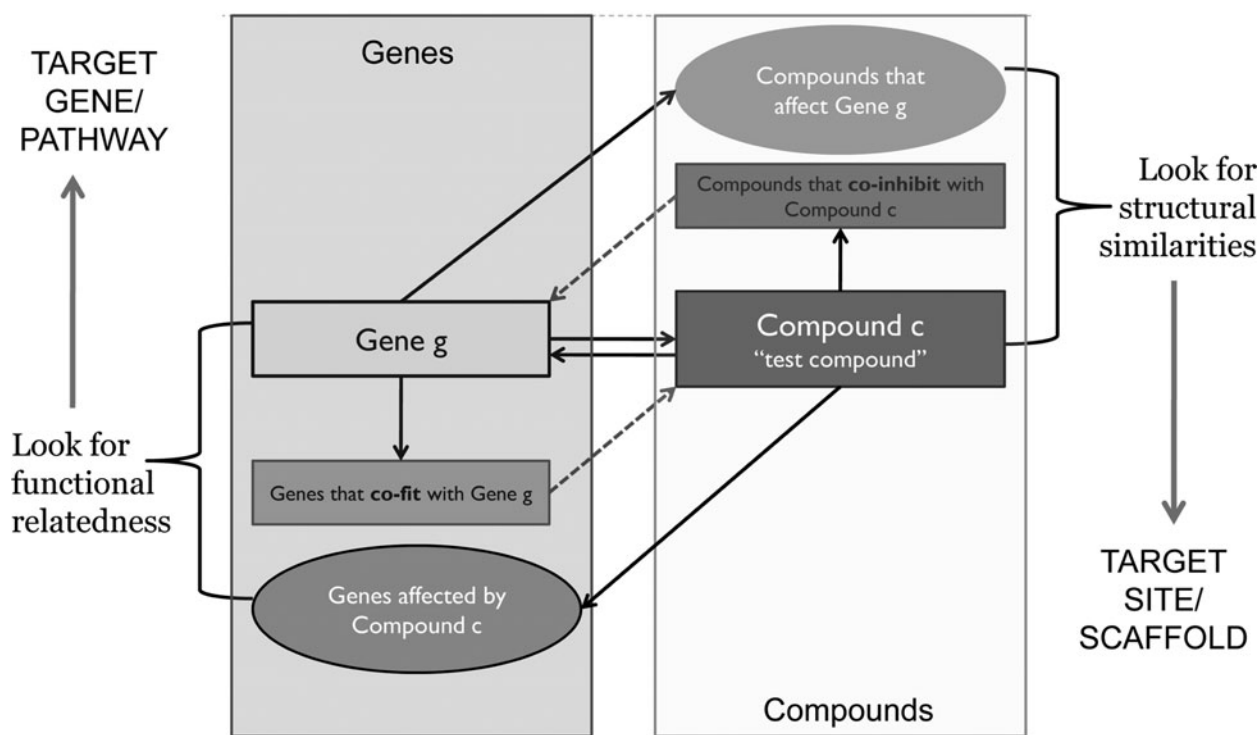 TARGET
GENE/
PATHWAY
Look for
functional
relatedness
Genes
Gene g
Genes that co-fit with Gene g
Genes affected by
Compound c
Compounds that
affect Gene g
Compounds that co-inhibit with
Compound c
Compound c
“test compound”
Compounds
Look for
structural
similarities
TARGET
SITE/
SCAFFOLD